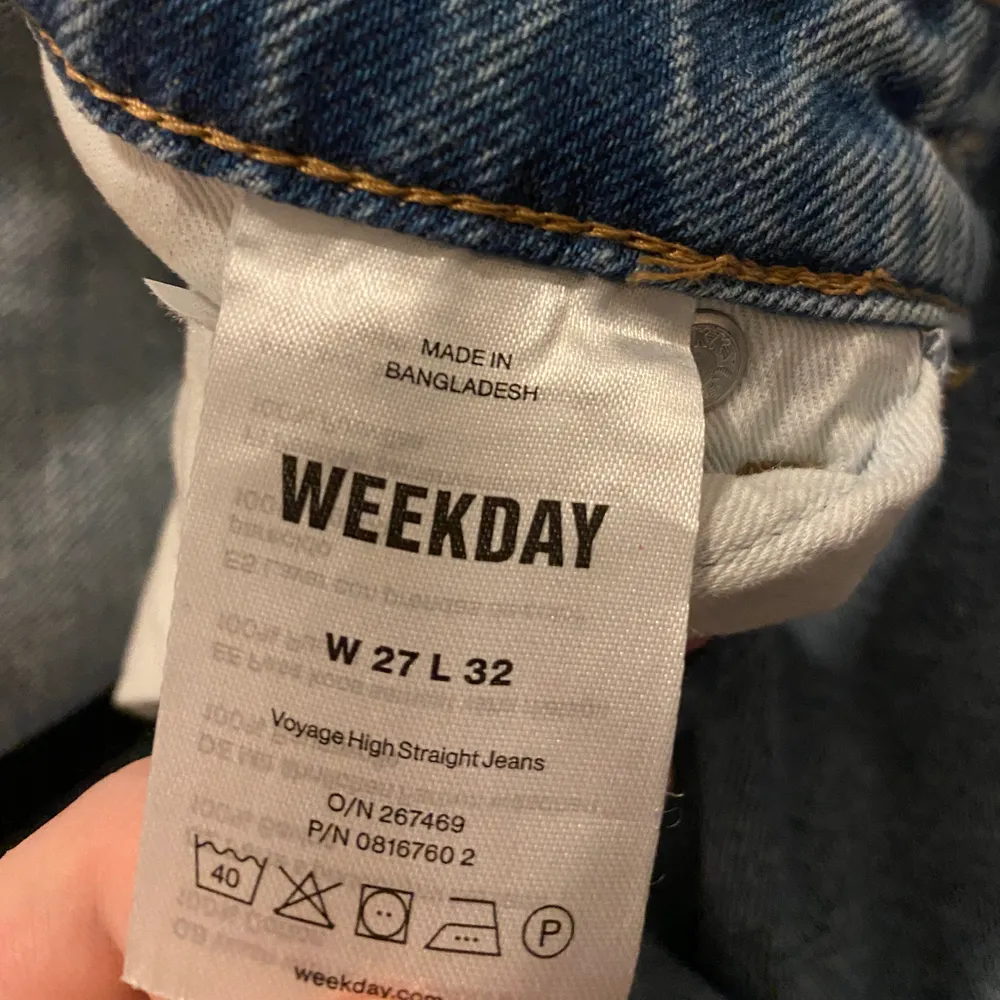 MADE IN
BANGLADESH
WEEKDAY
W 27 L 32
Voyage High Straight Jeans
O/N 267469
P/N 0816760 2
40
P
weekday.com